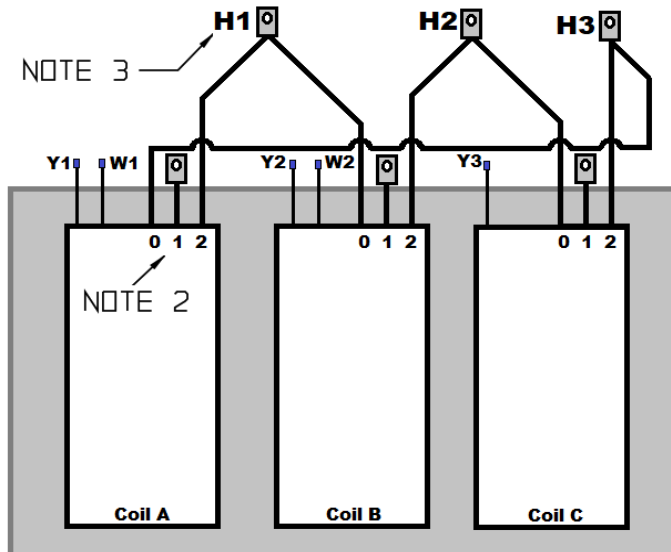 H1
H2
H3
NOTE 3
Y1
W1
Y2
W2
Y3
0 1 2
0 1 2
0 1 2
NOTE 2
Coil A
Coil B
Coil C